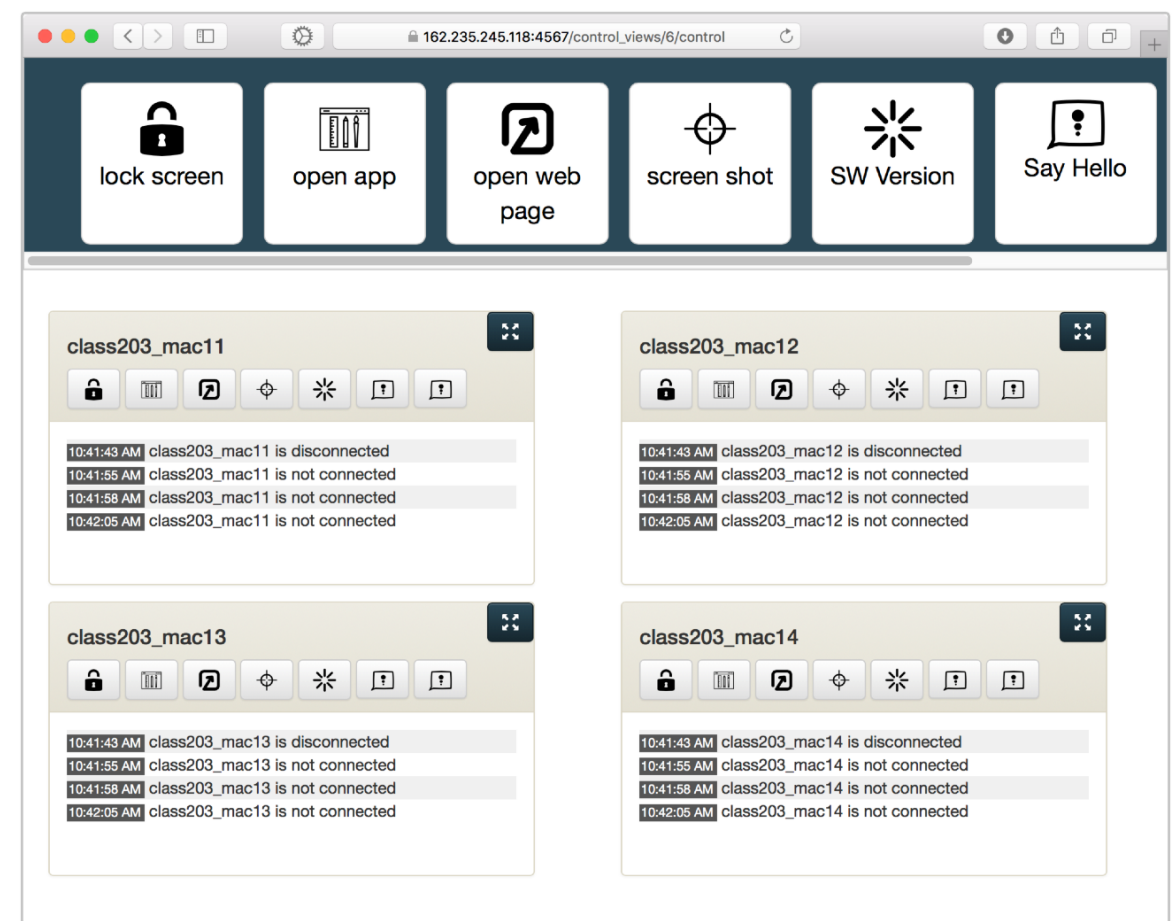 162.235.245.118:4567/control_views/6/control
lock screen
open app
open web
page
screen shot
SW Version
Say Hello
class203_mac11
10:41:43 AM class203_mac11 is disconnected
10:41:55 AM class203_mac11 is not connected
10:41:58 AM class203_mac11 is not connected
10:42:05 AM class203_mac11 is not connected
class203_mac12
10:41:43 AM class203_mac12 is disconnected
10:41:55 AM class203_mac12 is not connected
10:41:58 AM class203_mac12 is not connected
10:42:05 AM class203_mac12 is not connected
class203_mac13
10:41:43 AM class203_mac13 is disconnected
10:41:55 AM class203_mac13 is not connected
10:41:58 AM class203_mac13 is not connected
10:42:05 AM class203_mac13 is not connected
class203_mac14
10:41:43 AM class203_mac14 is disconnected
10:41:55 AM class203_mac14 is not connected
10:41:58 AM class203_mac14 is not connected
10:42:05 AM class203_mac14 is not connected